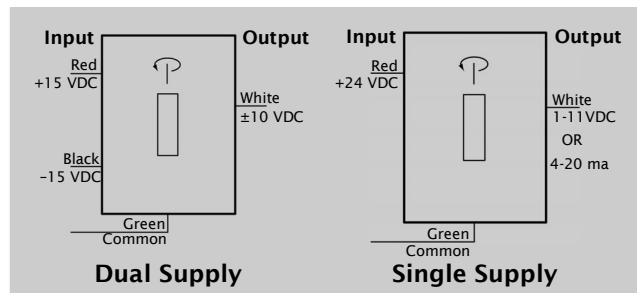 Input
Output
Red
+15 VDC
White
±10 VDC
Black
–15 VDC
Green
Common
Dual Supply
Input
Output
Red
+24 VDC
White
1-11VDC
OR
4-20 ma
Green
Common
Single Supply